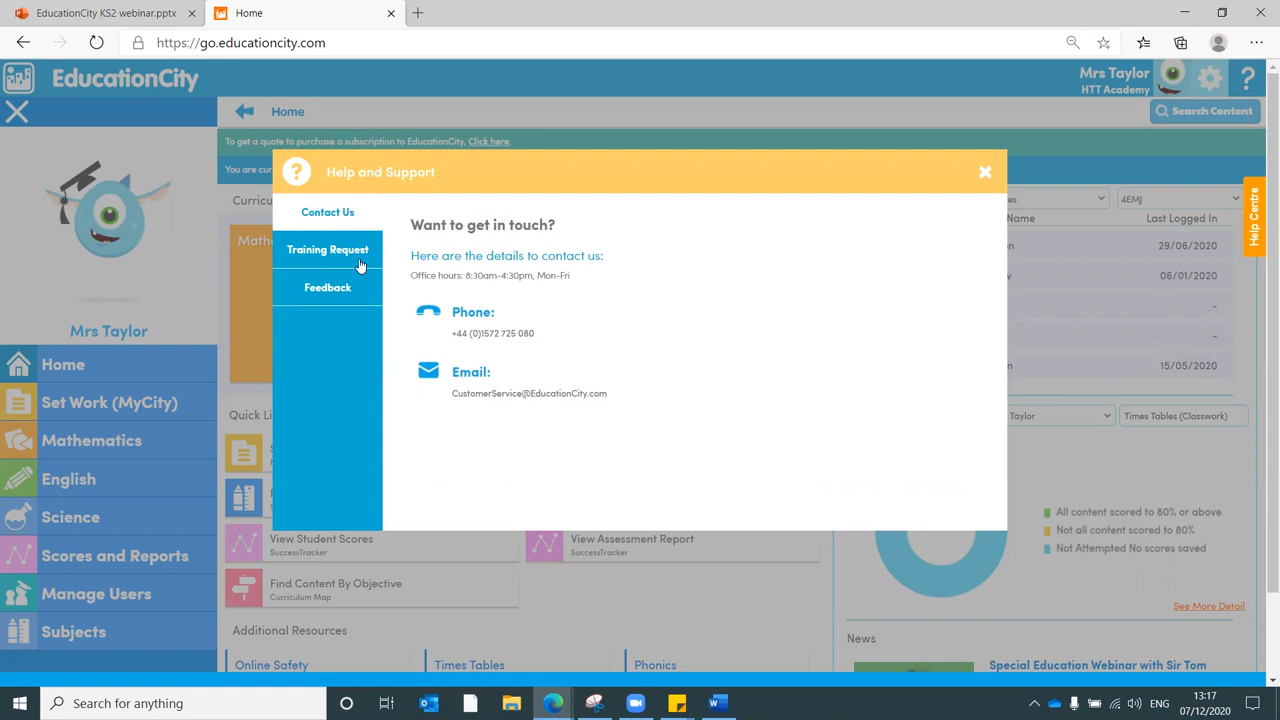 EducationCity KS2 webinar.pptx
Home
https://go.educationcity.com
EducationCity
Mrs Taylor
HTT Academy
?
Home
Search Content
To get a quote to purchase a subscription to EducationCity, Click here.
You are cur
Curricu
Math
es
4EMJ
Name
Last Logged In
on
29/06/2020
w
06/01/2020
-
-
n
15/05/2020
Help Centre
? Help and Support
Contact Us
Training Request
Feedback
Want to get in touch?
Here are the details to contact us:
Office hours: 8:30am-4:30pm, Mon-Fri
Phone:
+44 (0)1572 725 080
Email:
CustomerService@EducationCity.com
Mrs Taylor
Home
Set Work (MyCity)
Mathematics
English
Science
Scores and Reports
Manage Users
Subjects
Quick Li
Taylor
Times Tables (Classwork)
View Student Scores
SuccessTracker
View Assessment Report
SuccessTracker
Find Content By Objective
Curriculum Map
All content scored to 80% or above
Not all content scored to 80%
Not Attempted No scores saved
See More Detail
Additional Resources
Online Safety
Times Tables
Phonics
News
Special Education Webinar with Sir Tom
Search for anything
ENG
13:17
07/12/2020